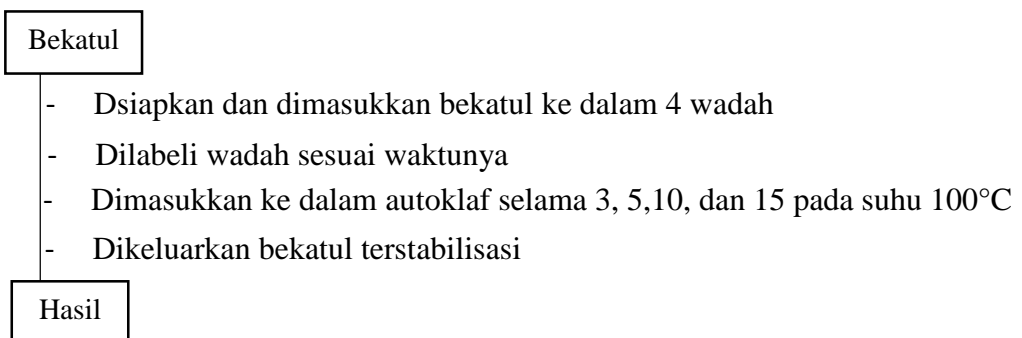 Bekatul
- Dsiapkan dan dimasukkan bekatul ke dalam 4 wadah
- Dilabeli wadah sesuai waktunya
- Dimasukkan ke dalam autoklaf selama 3, 5,10, dan 15 pada suhu 100°C
- Dikeluarkan bekatul terstabilisasi
Hasil